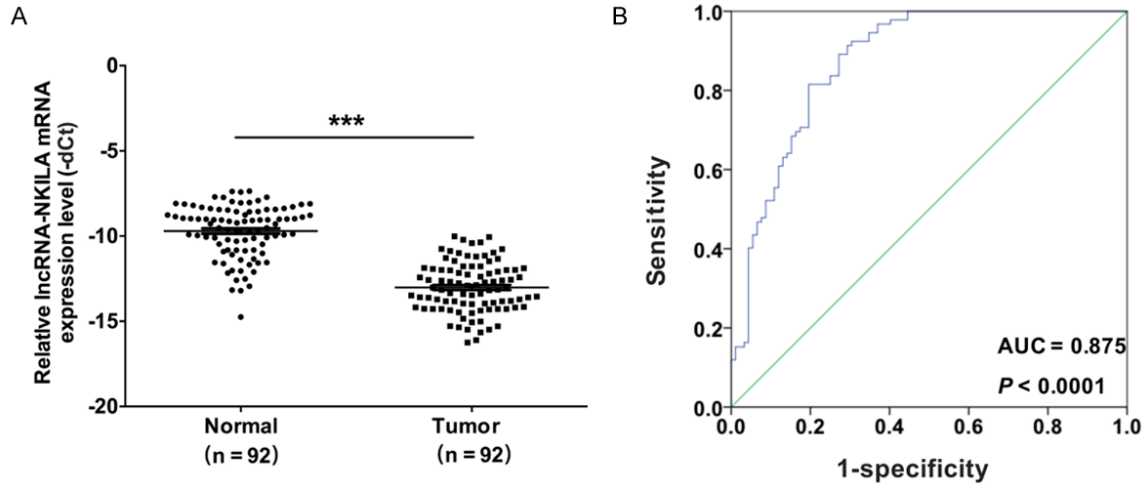 A
Relative lncRNA-NKILA mRNA
expression level (-dCt)
0
-5
-10
-15
-20
***
Normal
(n = 92)
Tumor
(n = 92)
B
Sensitivity
1.0
0.8
0.6
0.4
0.2
0.0
AUC = 0.875
P < 0.0001
0.0 0.2 0.4 0.6 0.8 1.0
1-specificity